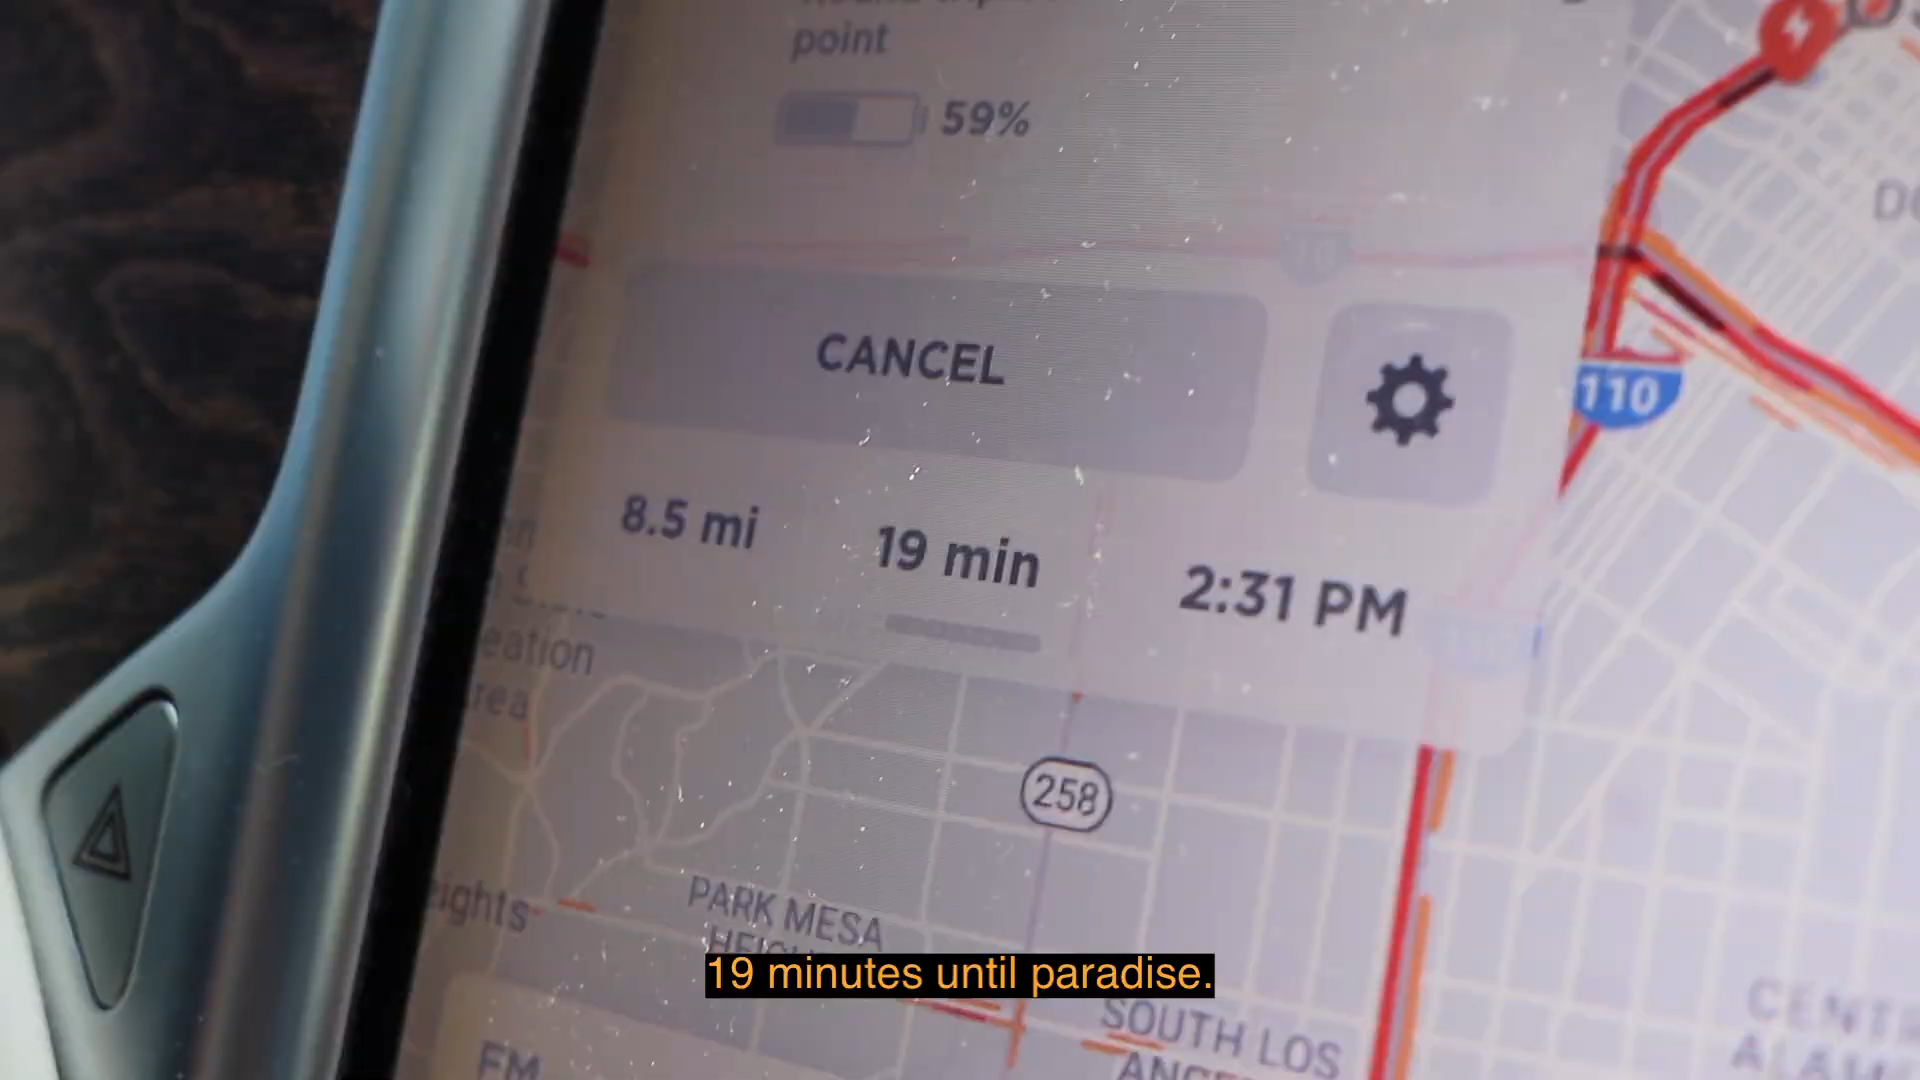 point
59%
CANCEL
110
8.5 mi
19 min
2:31 PM
258
PARK MESA
19 minutes until paradise.
SOUTH LOS
FM